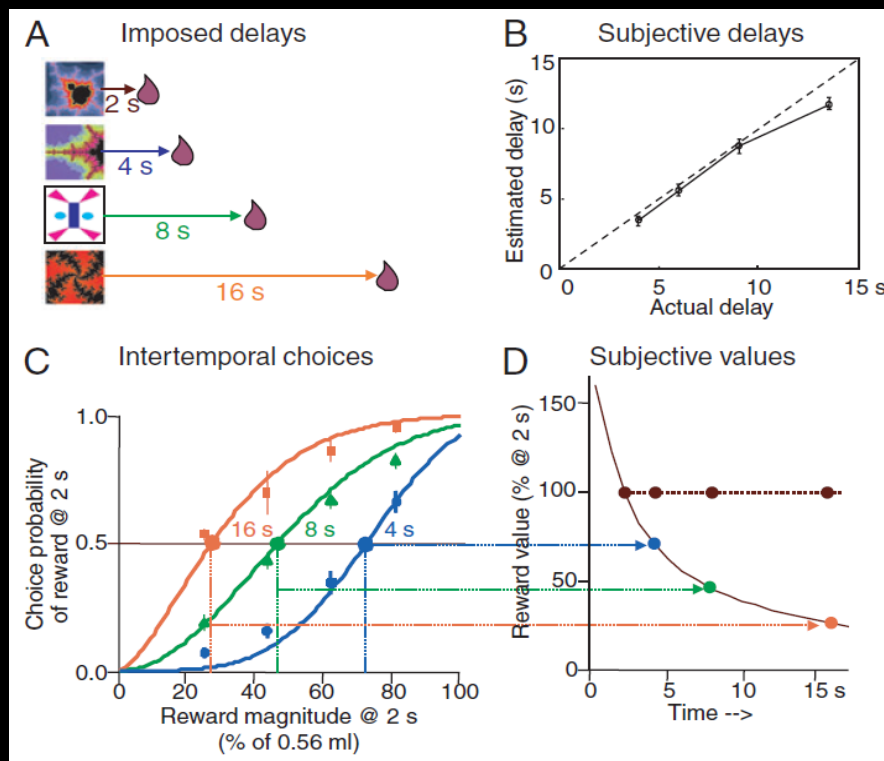 A Imposed delays
2 s
4 s
8 s
16 s
B Subjective delays
Estimated delay (s)
15
10
5
0
0 5 10 15 s
Actual delay
C Intertemporal choices
Choice probability
of reward @ 2 s
1.0
0.5
0.0
16 s 8 s 4 s
0 20 40 60 80 100
Reward magnitude @ 2 s
(% of 0.56 ml)
D Subjective values
Reward value (% @ 2 s)
150
100
50
0
0 5 10 15 s
Time -->